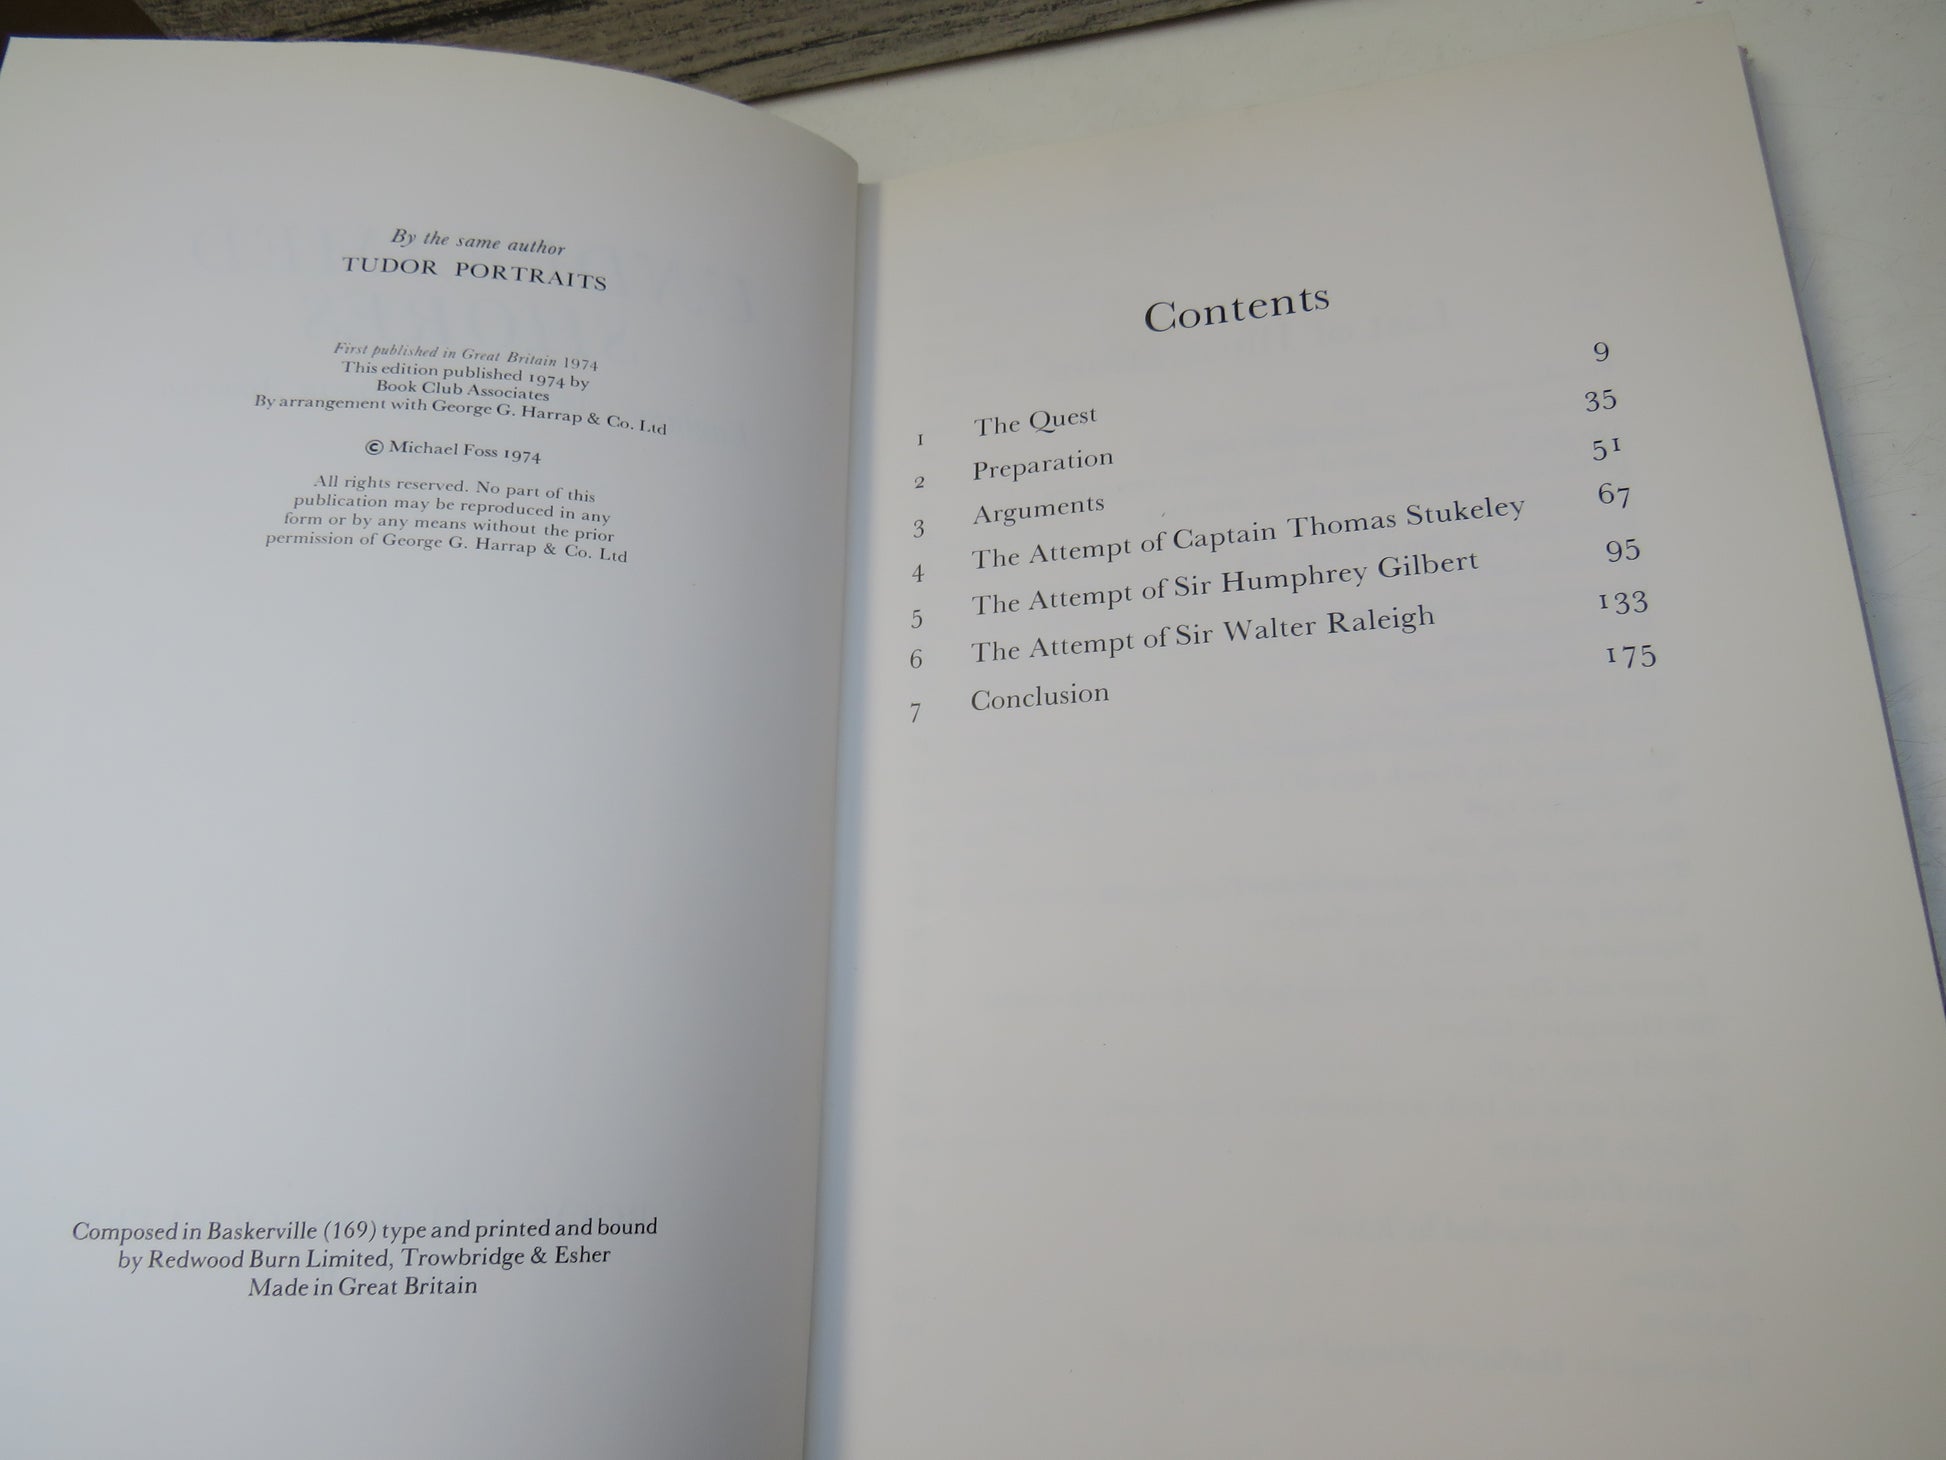 By the same author
TUDOR PORTRAITS
First published in Great Britain 1974
This edition published 1974 by
Book Club Associates
By arrangement with George G. Harrap & Co. Ltd
© Michael Foss 1974
All rights reserved. No part of this
publication may be reproduced in any
form or by any means without the prior
permission of George G. Harrap & Co. Ltd
Composed in Baskerville (169) type and printed and bound
by Redwood Burn Limited, Trowbridge & Esher
Made in Great Britain
Contents
1 The Quest 9
2 Preparation 35
3 Arguments 51
4 The Attempt of Captain Thomas Stukeley 67
5 The Attempt of Sir Humphrey Gilbert 95
6 The Attempt of Sir Walter Raleigh 133
7 Conclusion 175